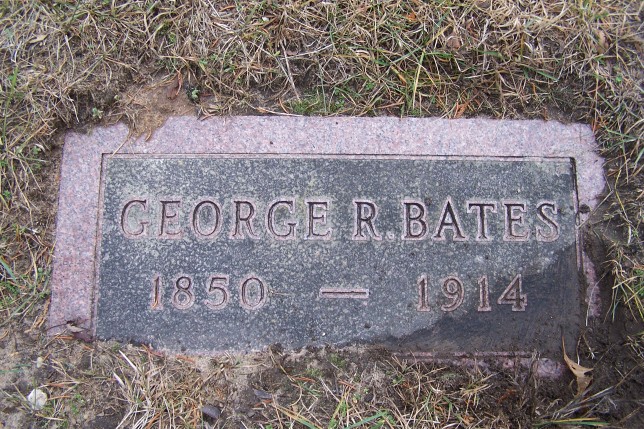 GEORGE R. BATES
1850 — 1914